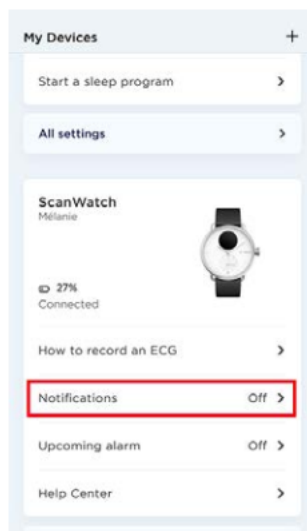 My Devices +
Start a sleep program
All settings
ScanWatch
Mélanie
27%
Connected
How to record an ECG
Notifications Off
Upcoming alarm Off
Help Center